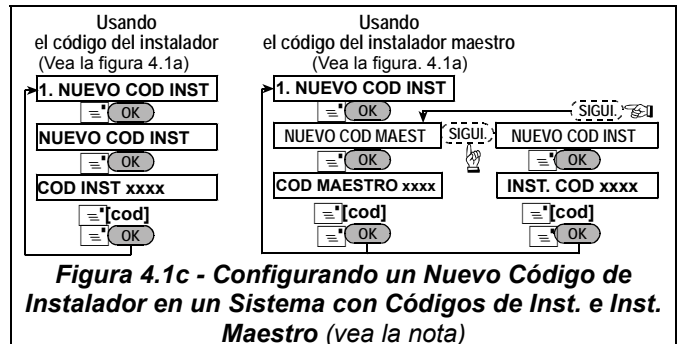 Usando
el código del instalador
(Vea la figura 4.1a)
1. NUEVO COD INST
OK
NUEVO COD INST
OK
COD INST xxxx
[cod]
OK
Usando
el código del instalador maestro
(Vea la figura. 4.1a)
1. NUEVO COD INST
OK
SIGUI.
NUEVO COD MAEST
SIGUI.
NUEVO COD INST
OK
OK
COD MAESTRO xxxx
INST. COD xxxx
[cod]
[cod]
OK
OK
Figura 4.1c - Configurando un Nuevo Código de
Instalador en un Sistema con Códigos de Inst. e Inst.
Maestro (vea la nota)